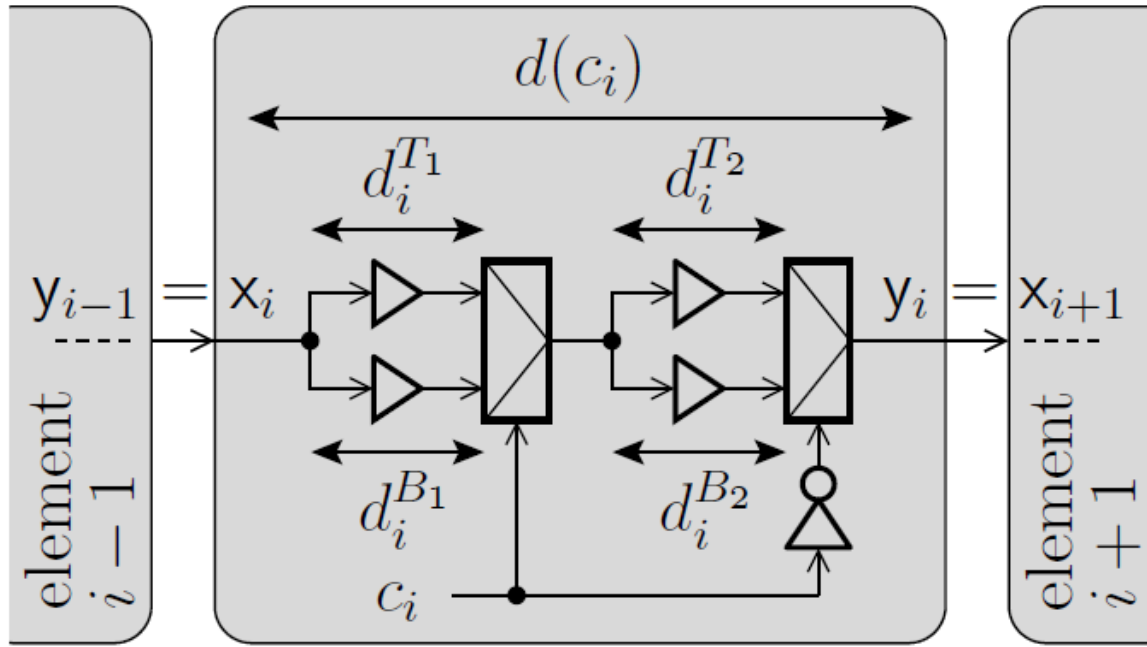 d(c_i)
d_i^{T_1}
d_i^{T_2}
y_{i−1} = x_i
y_i = x_{i+1}
d_i^{B_1}
d_i^{B_2}
c_i
element
i − 1
element
i + 1